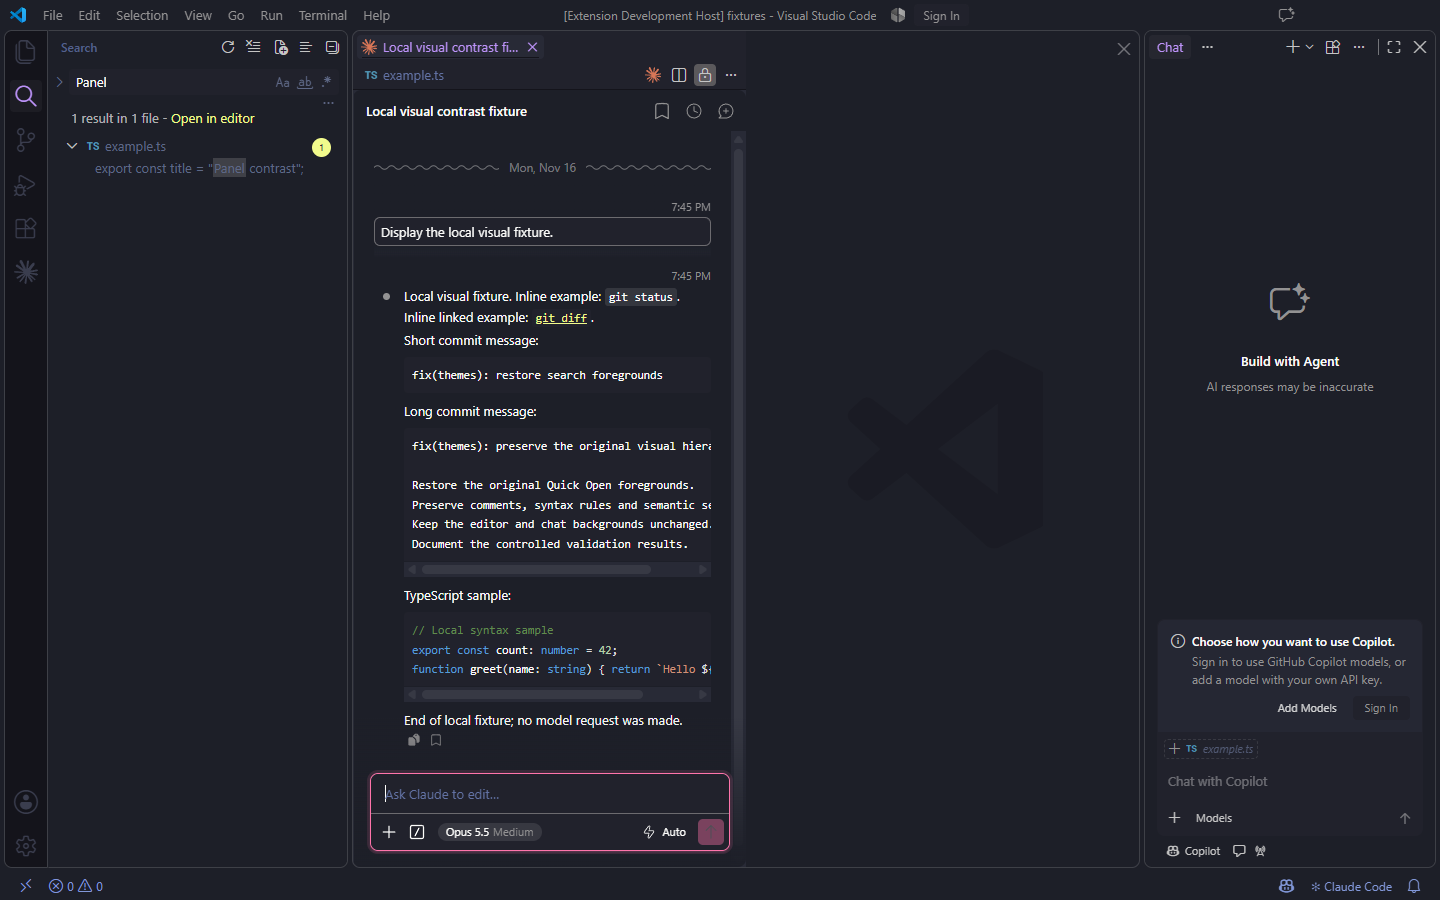 File Edit Selection View Go Run Terminal Help
[Extension Development Host] fixtures - Visual Studio Code
Sign In
Search
Panel
Aa ab .*
1 result in 1 file - Open in editor
TS example.ts
1
export const title = "Panel contrast";
Local visual contrast fi...
TS example.ts
Local visual contrast fixture
Mon, Nov 16
7:45 PM
Display the local visual fixture.
7:45 PM
Local visual fixture. Inline example: git status.
Inline linked example: git diff.
Short commit message:
fix(themes): restore search foregrounds
Long commit message:
fix(themes): preserve the original visual hiera
Restore the original Quick Open foregrounds.
Preserve comments, syntax rules and semantic se
Keep the editor and chat backgrounds unchanged.
Document the controlled validation results.
TypeScript sample:
// Local syntax sample
export const count: number = 42;
function greet(name: string) { return `Hello ${
End of local fixture; no model request was made.
Ask Claude to edit...
Opus 5.5 Medium
Auto
Chat
Build with Agent
AI responses may be inaccurate
Choose how you want to use Copilot.
Sign in to use GitHub Copilot models, or
add a model with your own API key.
Add Models
Sign In
TS example.ts
Chat with Copilot
Models
Copilot
0 0
Claude Code